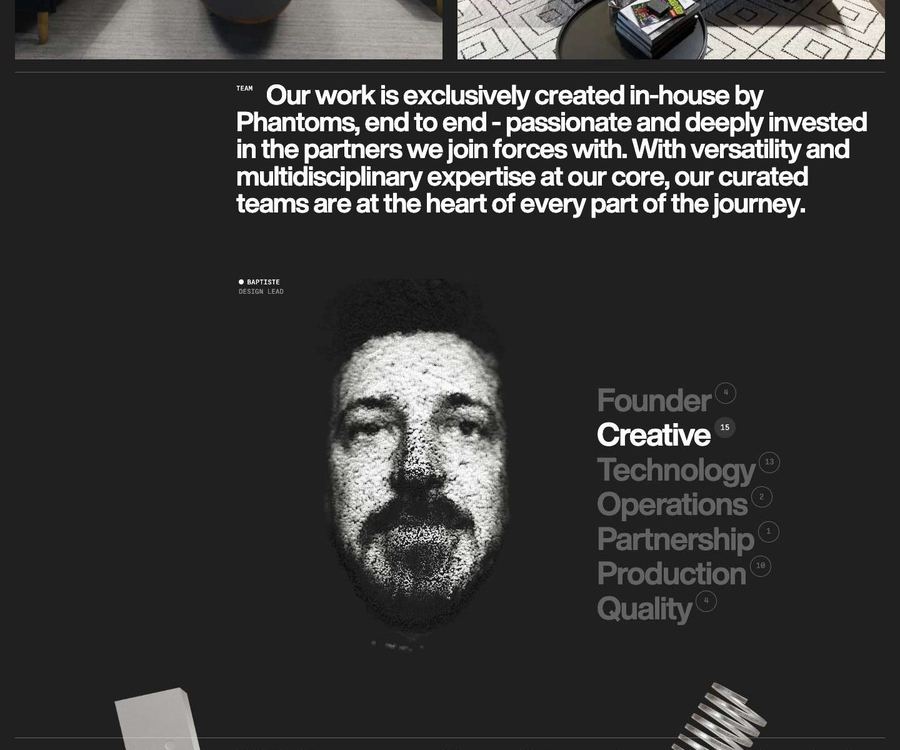 TEAM
Our work is exclusively created in-house by
Phantoms, end to end - passionate and deeply invested
in the partners we join forces with. With versatility and
multidisciplinary expertise at our core, our curated
teams are at the heart of every part of the journey.
BAPTISTE
DESIGN LEAD
Founder 4
Creative 15
Technology 13
Operations 2
Partnership 1
Production 10
Quality 4